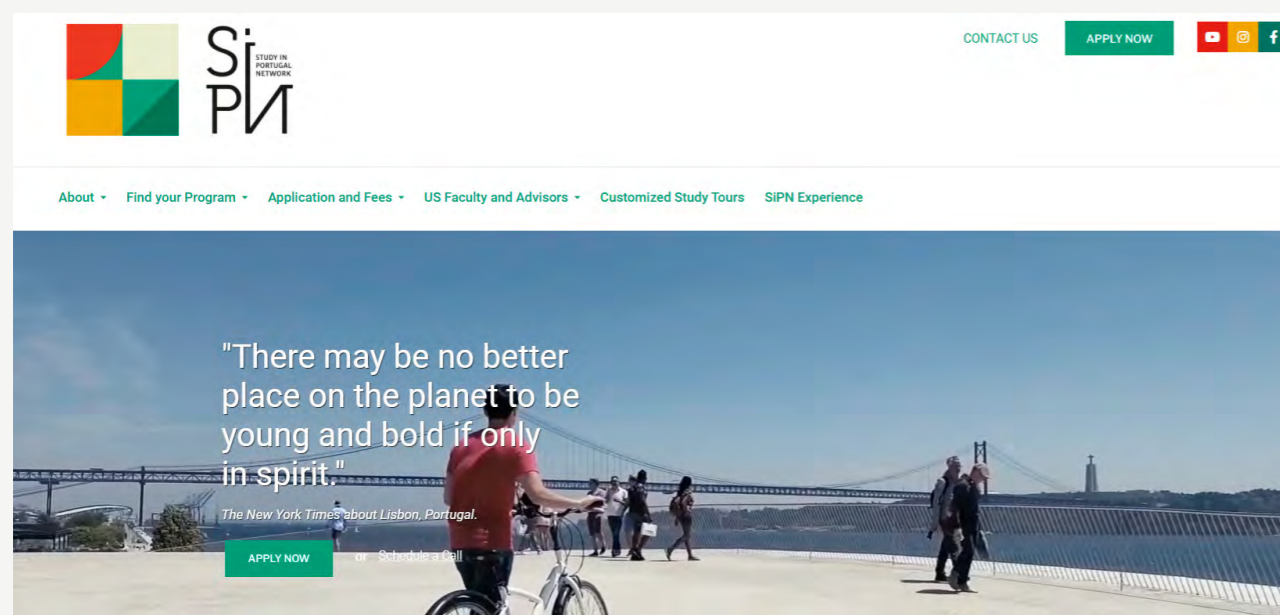 SiPN
STUDY IN
PORTUGAL
NETWORK
CONTACT US
APPLY NOW
About
Find your Program
Application and Fees
US Faculty and Advisors
Customized Study Tours
SiPN Experience
"There may be no better
place on the planet to be
young and bold if only
in spirit."
The New York Times about Lisbon, Portugal.
APPLY NOW
or Schedule a Call